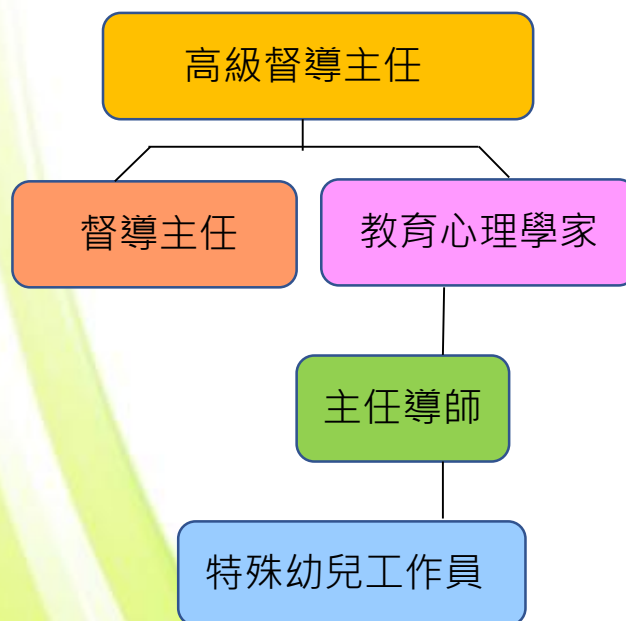 高級督導主任
督導主任
教育心理學家
主任導師
特殊幼兒工作員